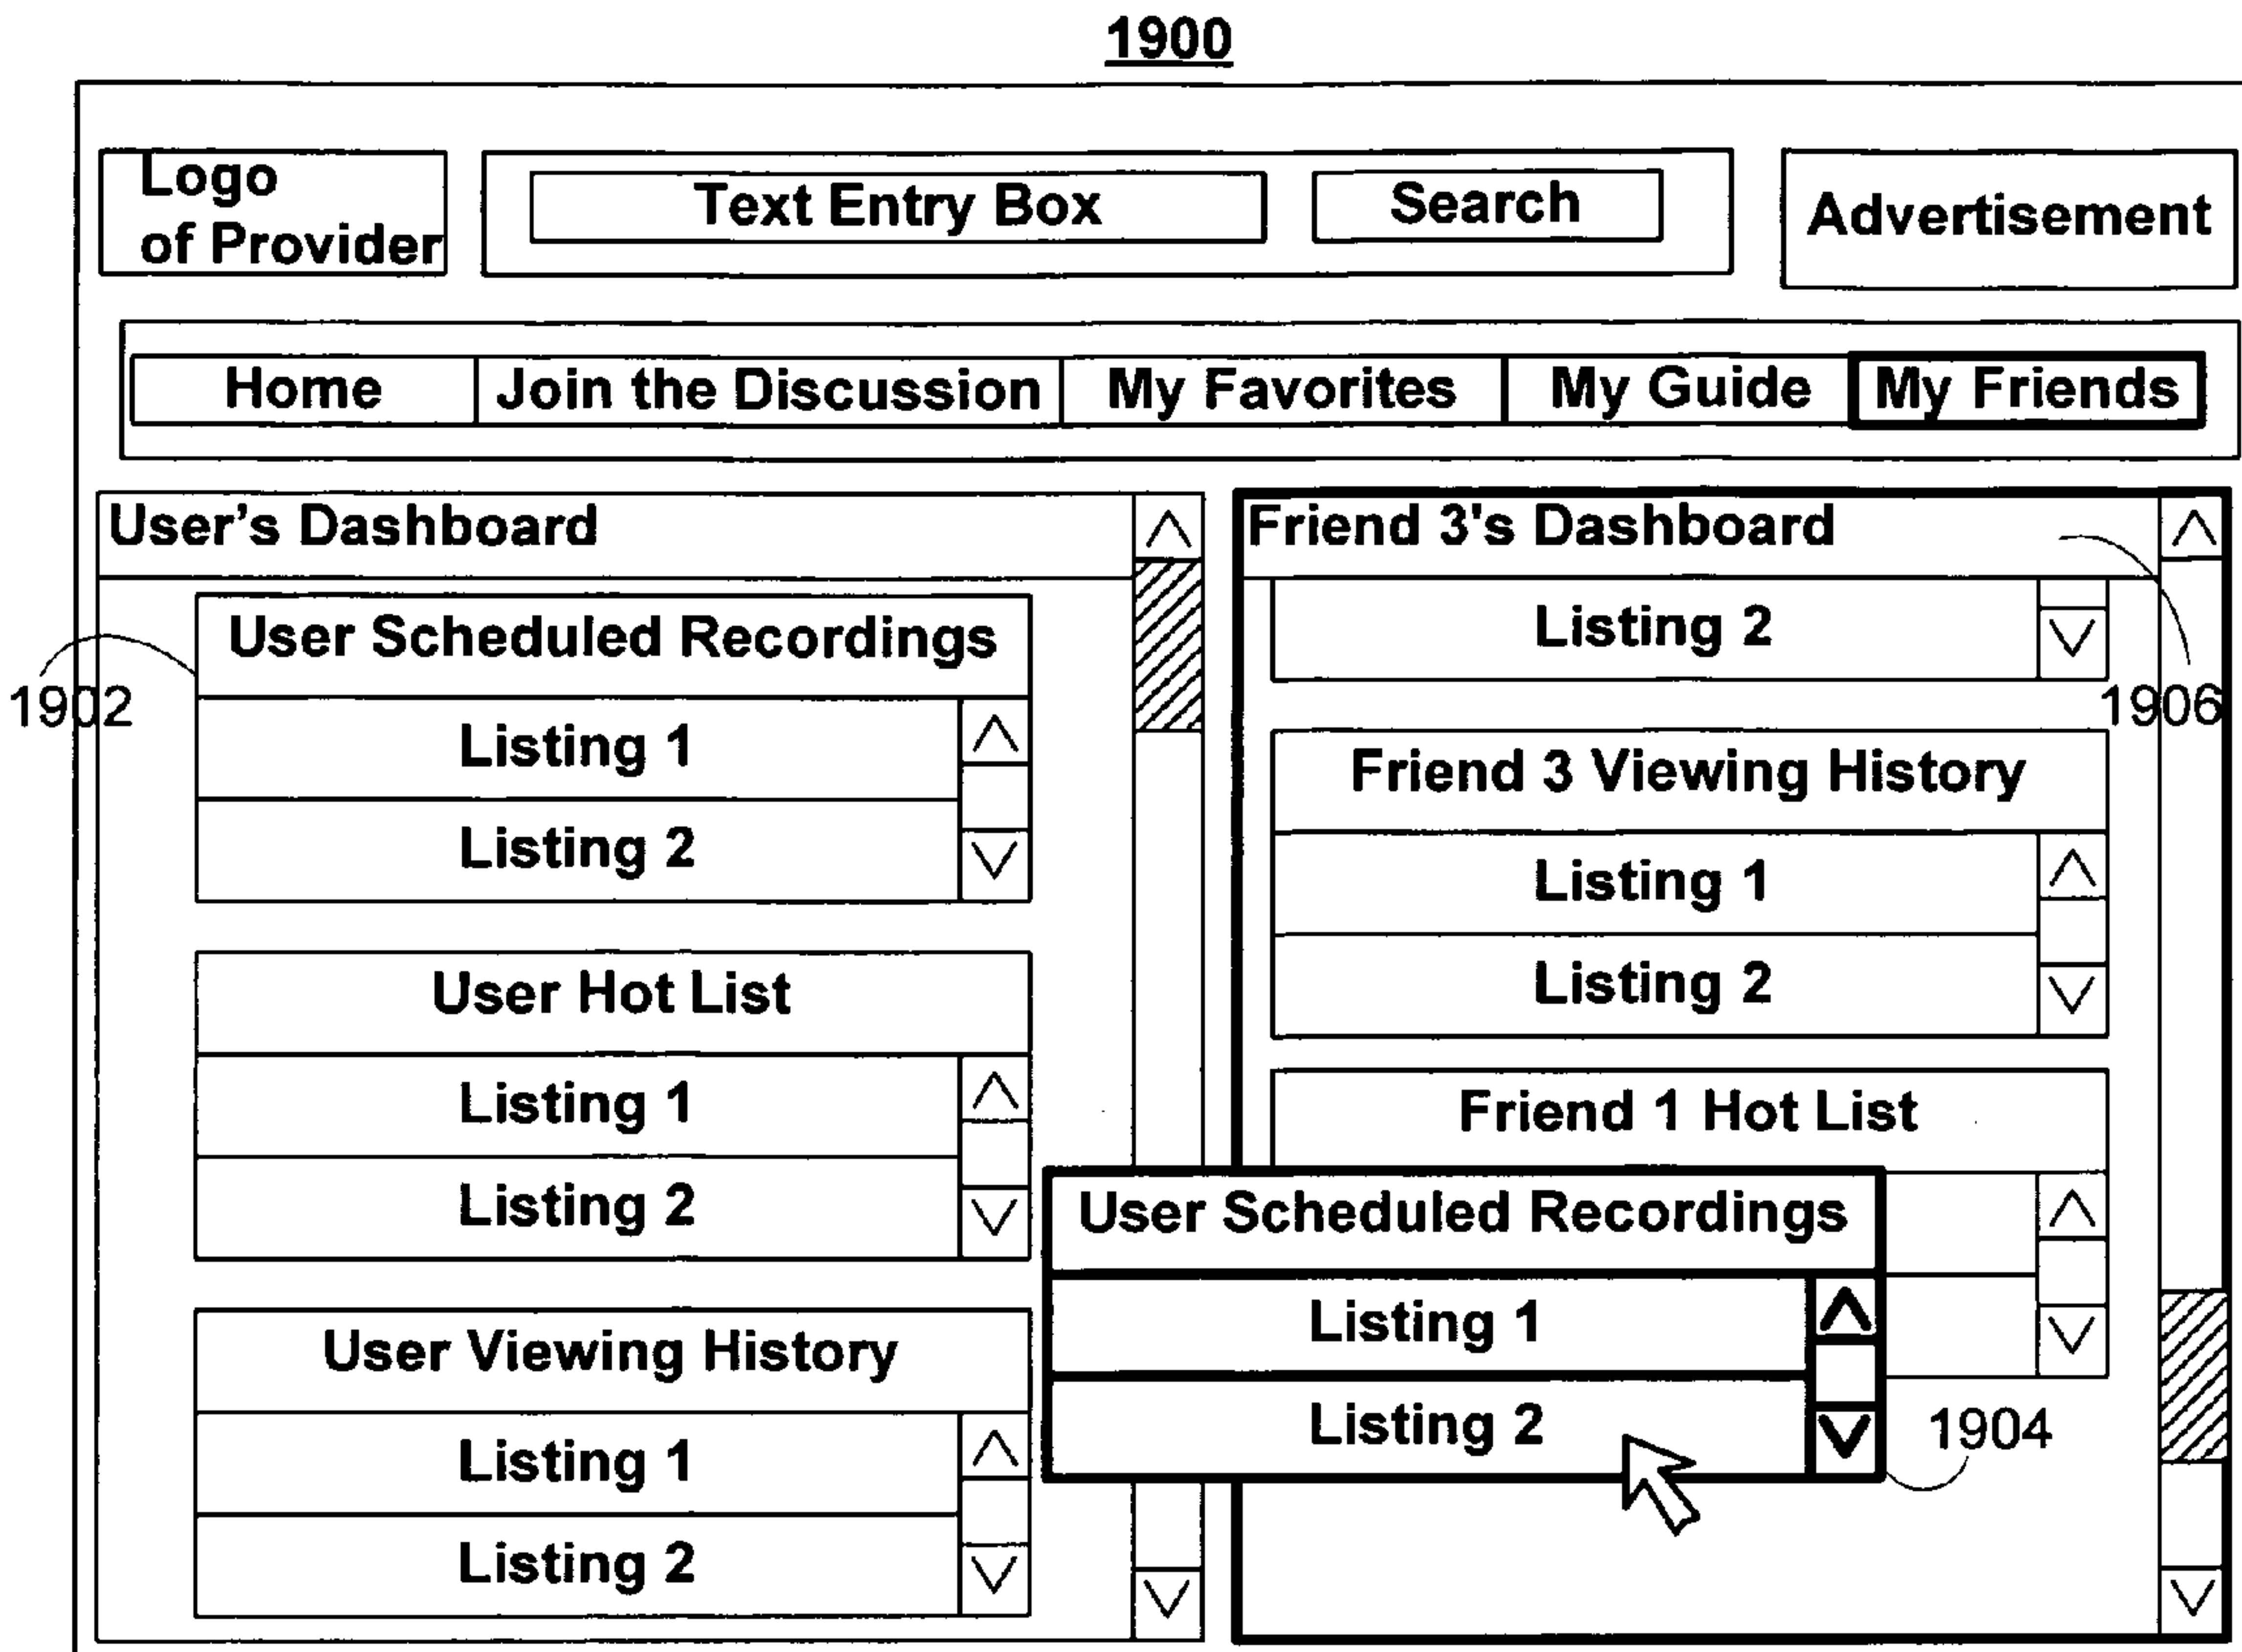 1900
Logo
of Provider
Text Entry Box
Search
Advertisement
Home
Join the Discussion
My Favorites
My Guide
My Friends
User's Dashboard
User Scheduled Recordings
1902
Listing 1
Listing 2
User Hot List
Listing 1
Listing 2
User Viewing History
Listing 1
Listing 2
Friend 3's Dashboard
Listing 2
1906
Friend 3 Viewing History
Listing 1
Listing 2
Friend 1 Hot List
User Scheduled Recordings
Listing 1
Listing 2
1904